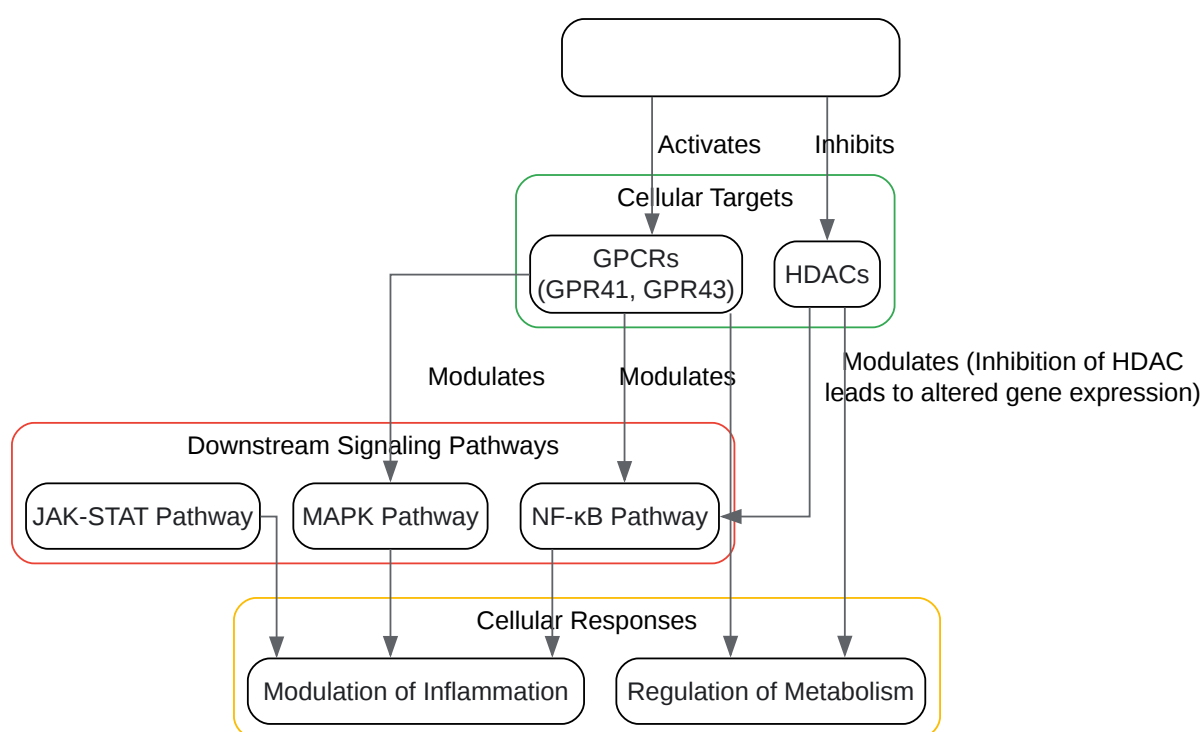 Activates
Inhibits
Cellular Targets
GPCRs
(GPR41, GPR43)
HDACs
Modulates
Modulates
Modulates (Inhibition of HDAC
leads to altered gene expression)
Downstream Signaling Pathways
JAK-STAT Pathway
MAPK Pathway
NF-κB Pathway
Cellular Responses
Modulation of Inflammation
Regulation of Metabolism